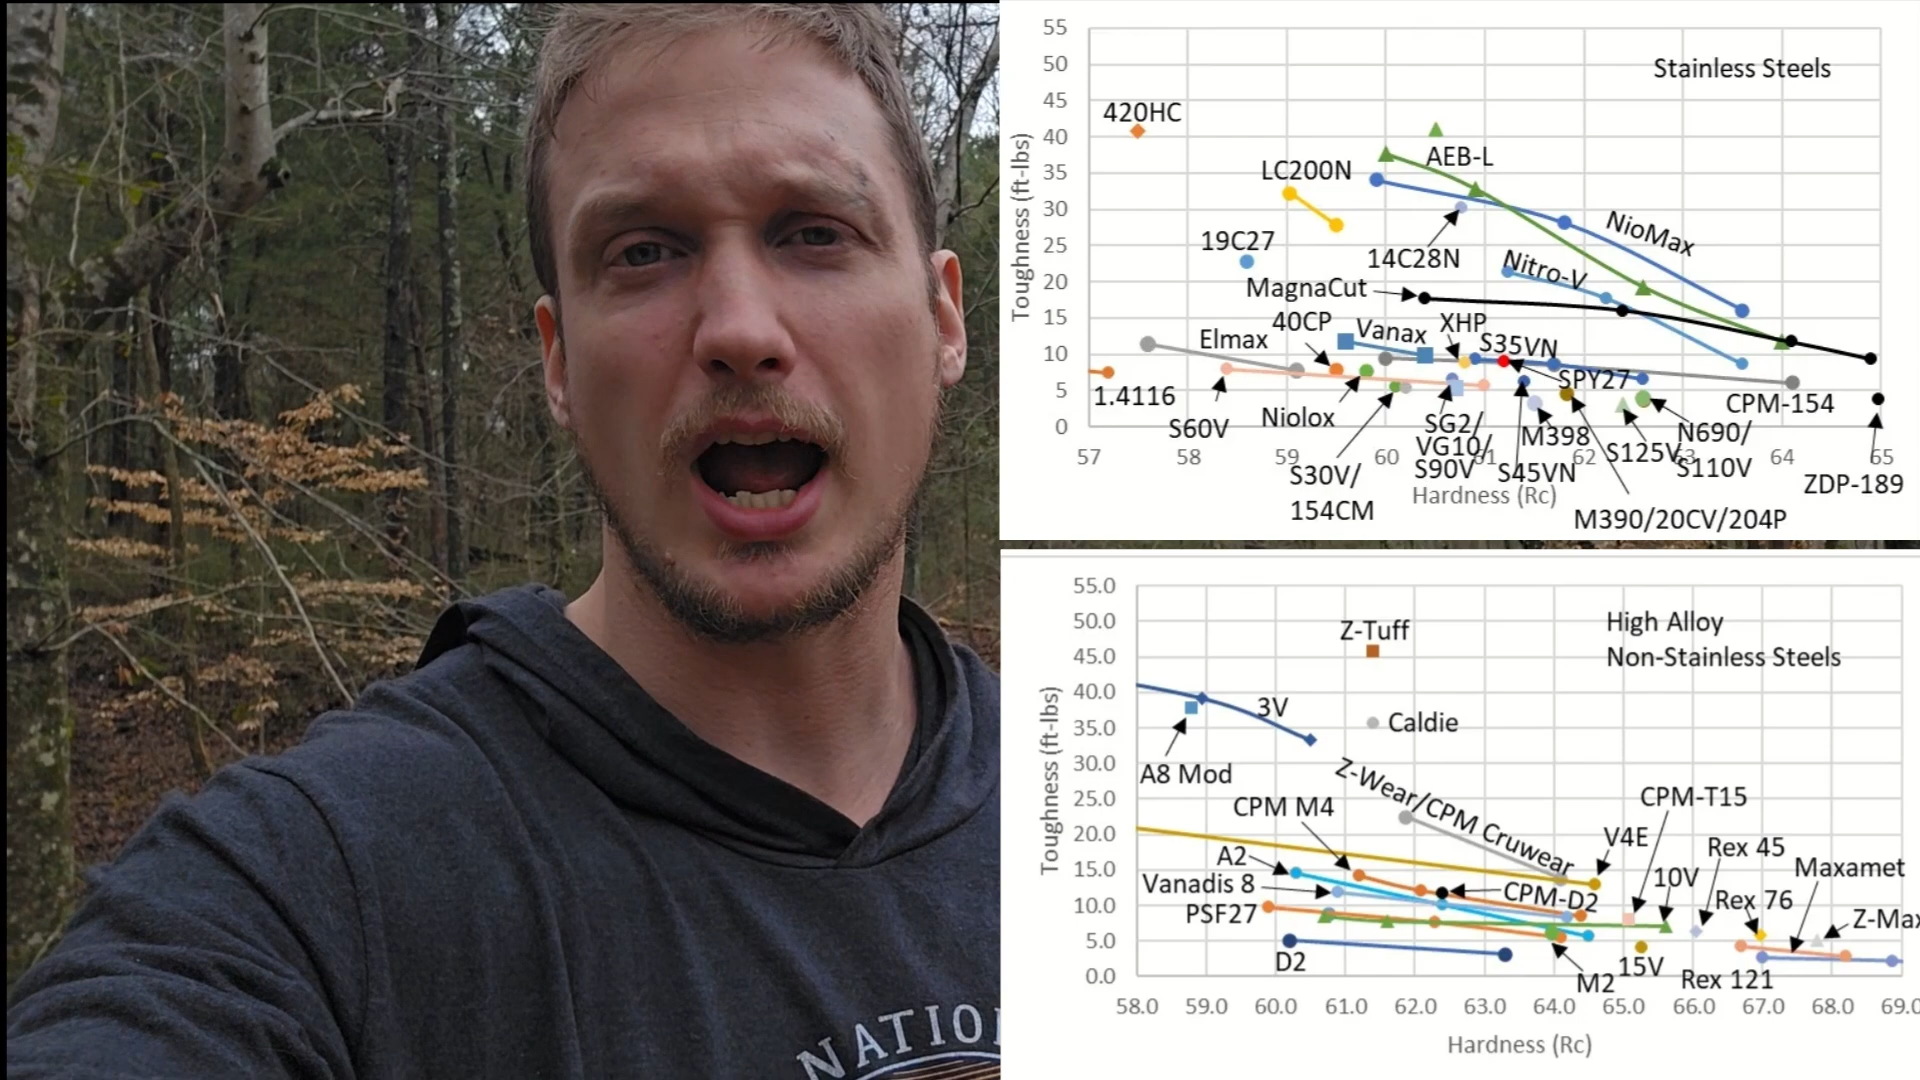 NATIO
55
50
45
40
35
30
25
20
15
10
5
0
Toughness (ft-lbs)
Stainless Steels
420HC
AEB-L
LC200N
NioMax
19C27
14C28N
Nitro-V
MagnaCut
40CP
Vanax
XHP
Elmax
S35VN
SPY27
1.4116
CPM-154
S60V
Niolox
SG2/
VG10/
S90V
M398
S125V
N690/
S110V
S30V/
154CM
S45VN
ZDP-189
M390/20CV/204P
57 58 59 60 61 62 63 64 65
Hardness (Rc)
55.0
50.0
45.0
40.0
35.0
30.0
25.0
20.0
15.0
10.0
5.0
0.0
Toughness (ft-lbs)
High Alloy
Non-Stainless Steels
Z-Tuff
3V
Caldie
A8 Mod
Z-Wear/CPM Cruwear
CPM M4
CPM-T15
V4E
Rex 45
A2
Maxamet
Vanadis 8
CPM-D2
10V
Rex 76
PSF27
Z-Max
D2
M2
15V
Rex 121
58.0 59.0 60.0 61.0 62.0 63.0 64.0 65.0 66.0 67.0 68.0 69.0
Hardness (Rc)